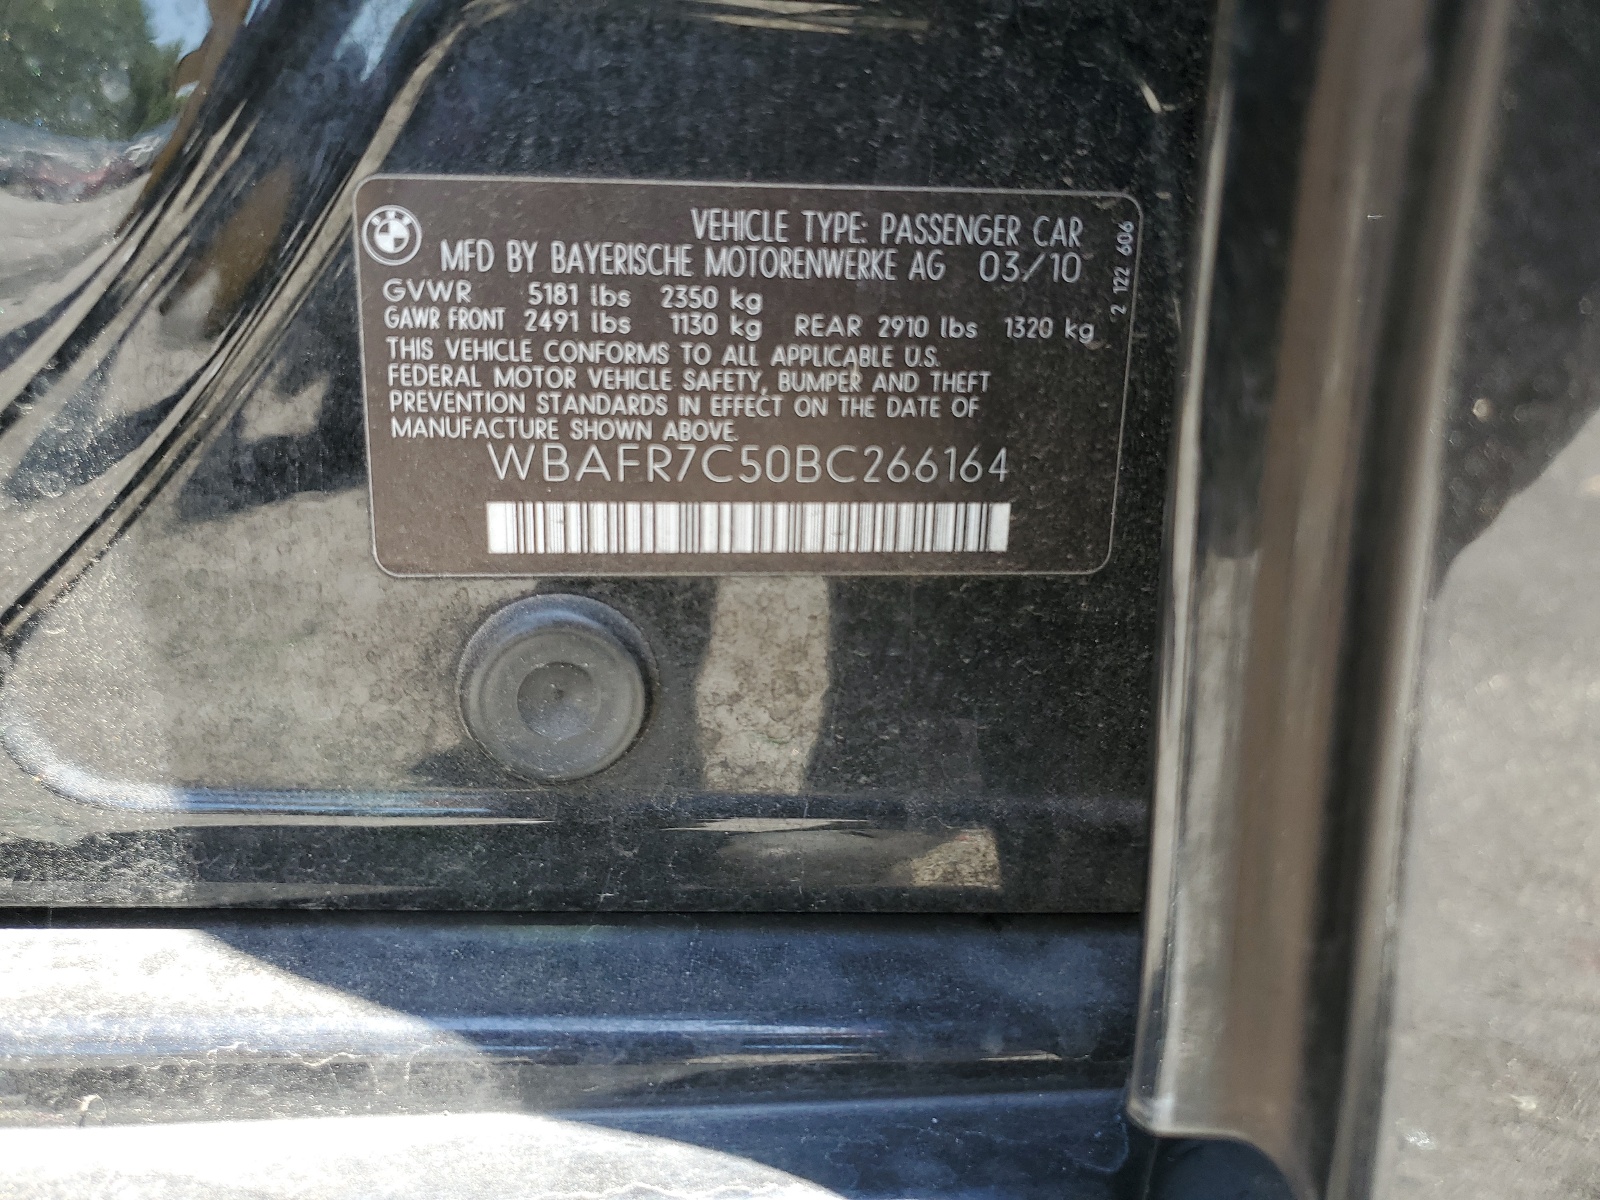 VEHICLE TYPE: PASSENGER CAR
MFD BY BAYERISCHE MOTORENWERKE AG 03/10
GVWR 5181 lbs 2350 kg
GAWR FRONT 2491 lbs 1130 kg REAR 2910 lbs 1320 kg
THIS VEHICLE CONFORMS TO ALL APPLICABLE U.S.
FEDERAL MOTOR VEHICLE SAFETY, BUMPER AND THEFT
PREVENTION STANDARDS IN EFFECT ON THE DATE OF
MANUFACTURE SHOWN ABOVE.
WBAFR7C50BC266164
2 122 606